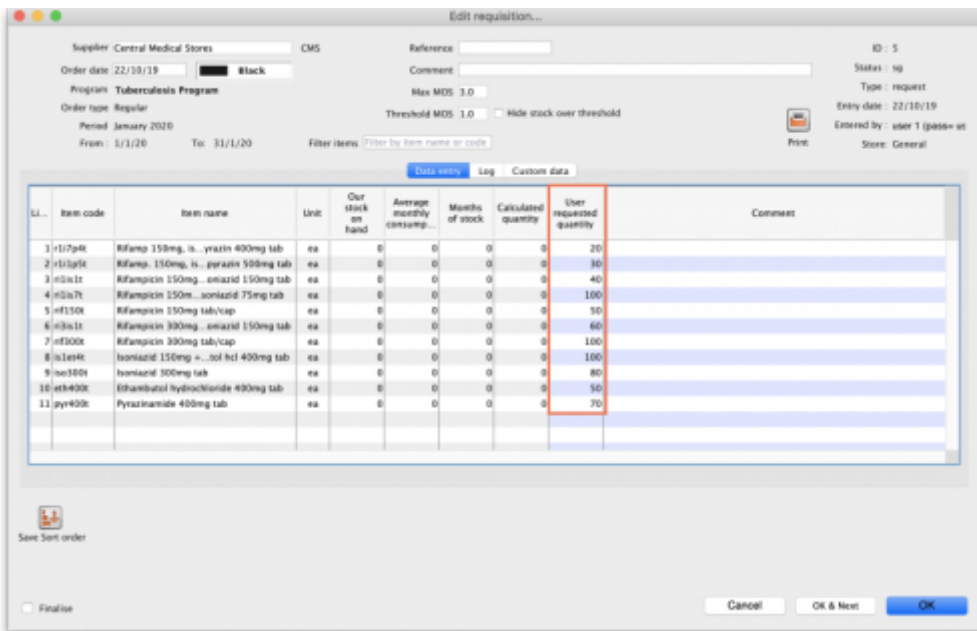 Edit requisition...
Supplier Central Medical Stores CMS Reference ID : 5
Order date 22/10/19 Black Comment Status : sg
Program Tuberculosis Program Max MOS 3.0 Type : request
Order type Regular Threshold MOS 1.0 Hide stock over threshold Entry date : 22/10/19
Period January 2020 Print Entered by : user 1 (pass= us
From : 1/1/20 To: 31/1/20 Filter items Filter by item name or code Store: General
Data entry Log Custom data
Li... Item code Item name Unit Our stock on hand Average monthly consump... Months of stock Calculated quantity User requested quantity Comment
1 Rifamp 150mg, is...yrazin 400mg tab ea 0 0 0 0 20
2 Rifamp. 150mg, is... pyrazin 500mg tab ea 0 0 0 0 30
3 Rifampicin 150mg...oniazid 150mg tab ea 0 0 0 0 40
4 Rifampicin 150m...soniazid 75mg tab ea 0 0 0 0 100
5 rif150t Rifampicin 150mg tab/cap ea 0 0 0 0 50
6 Rifampicin 300mg...oniazid 150mg tab ea 0 0 0 0 60
7 rif300t Rifampicin 300mg tab/cap ea 0 0 0 0 100
8 Isoniazid 150mg +...tol hcl 400mg tab ea 0 0 0 0 100
9 iso300t Isoniazid 300mg tab ea 0 0 0 0 80
10 eth400t Ethambutol hydrochloride 400mg tab ea 0 0 0 0 50
11 pyr400t Pyrazinamide 400mg tab ea 0 0 0 0 70
Save Sort order
Finalise Cancel OK & Next OK